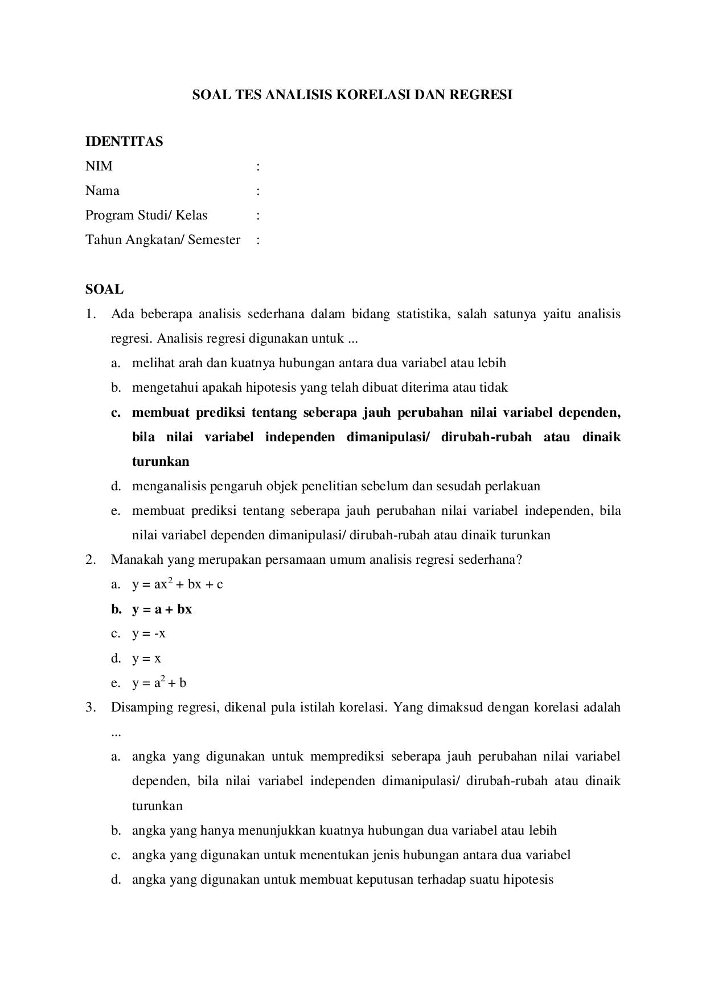 SOAL TES ANALISIS KORELASI DAN REGRESI
IDENTITAS
NIM :
Nama :
Program Studi/ Kelas :
Tahun Angkatan/ Semester :
SOAL
1. Ada beberapa analisis sederhana dalam bidang statistika, salah satunya yaitu analisis
regresi. Analisis regresi digunakan untuk ...
a. melihat arah dan kuatnya hubungan antara dua variabel atau lebih
b. mengetahui apakah hipotesis yang telah dibuat diterima atau tidak
c. membuat prediksi tentang seberapa jauh perubahan nilai variabel dependen,
bila nilai variabel independen dimanipulasi/ dirubah-rubah atau dinaik
turunkan
d. menganalisis pengaruh objek penelitian sebelum dan sesudah perlakuan
e. membuat prediksi tentang seberapa jauh perubahan nilai variabel independen, bila
nilai variabel dependen dimanipulasi/ dirubah-rubah atau dinaik turunkan
2. Manakah yang merupakan persamaan umum analisis regresi sederhana?
a. y = ax² + bx + c
b. y = a + bx
c. y = -x
d. y = x
e. y = a² + b
3. Disamping regresi, dikenal pula istilah korelasi. Yang dimaksud dengan korelasi adalah
...
a. angka yang digunakan untuk memprediksi seberapa jauh perubahan nilai variabel
dependen, bila nilai variabel independen dimanipulasi/ dirubah-rubah atau dinaik
turunkan
b. angka yang hanya menunjukkan kuatnya hubungan dua variabel atau lebih
c. angka yang digunakan untuk menentukan jenis hubungan antara dua variabel
d. angka yang digunakan untuk membuat keputusan terhadap suatu hipotesis